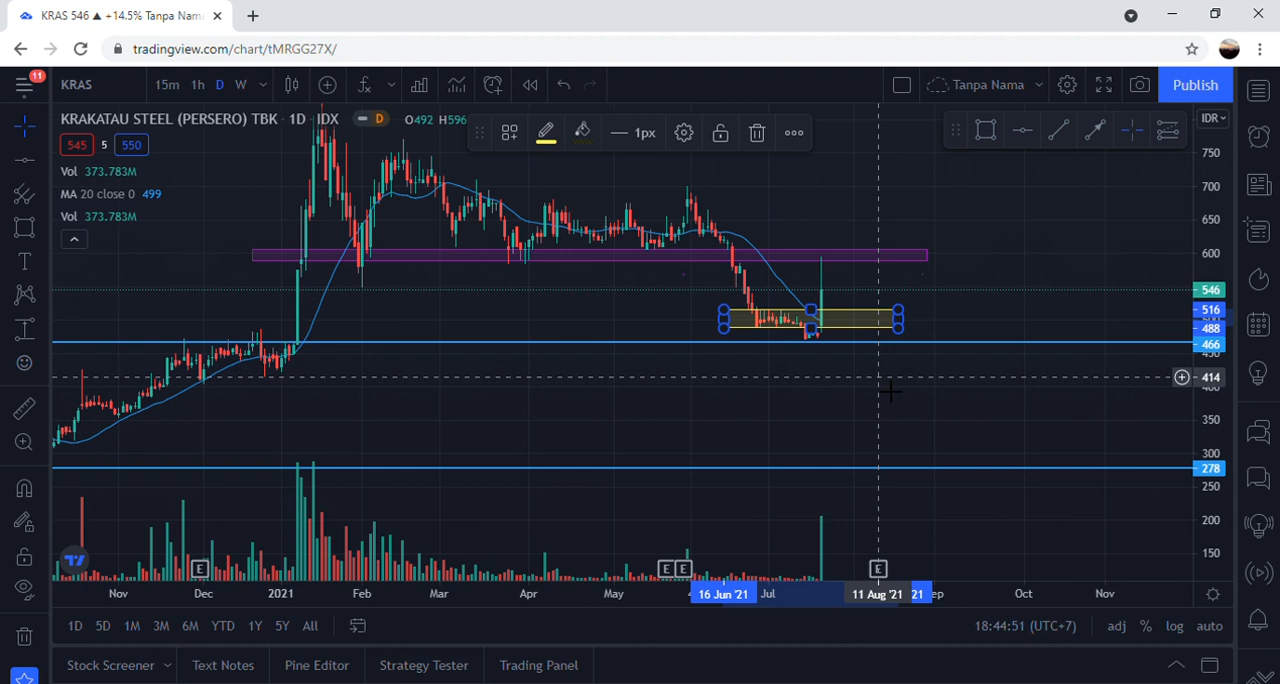 KRAS 546 ▲ +14.5% Tanpa Nam
tradingview.com/chart/tMRGG27X/
11
KRAS 15m 1h D W Tanpa Nama Publish
KRAKATAU STEEL (PERSERO) TBK · 1D · IDX D O492 H596
1px
IDR
545 5 550
Vol 373.783M
MA 20 close 0 499
Vol 373.783M
750
700
650
600
546
516
488
466
450
414
400
350
300
278
250
200
150
E E E E
Nov Dec 2021 Feb Mar Apr May 16 Jun '21 Jul 11 Aug '21 21 ep Oct Nov
1D 5D 1M 3M 6M YTD 1Y 5Y All 18:44:51 (UTC+7) adj % log auto
Stock Screener Text Notes Pine Editor Strategy Tester Trading Panel